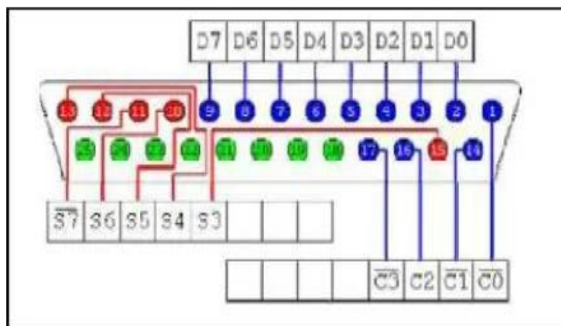 D7 D6 D5 D4 D3 D2 D1 D0
13 12 11 10 9 8 7 6 5 4 3 2 1
25 24 23 22 21 20 19 18 17 16 15 14
S̅7̅ S6 S5 S4 S3
C̅3̅ C2 C̅1̅ C̅0̅